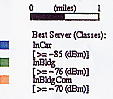 0 (miles) 1
Best Server (Classes):
InCar
[>= -85 (dBm)]
InBldg
[>= -76 (dBm)]
InBldgCom
[>= -70 (dBm)]